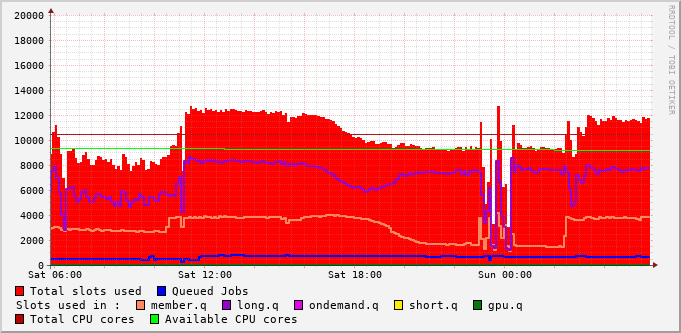 20000
18000
16000
14000
12000
10000
8000
6000
4000
2000
0
Sat 06:00 Sat 12:00 Sat 18:00 Sun 00:00
Total slots used Queued Jobs
Slots used in : member.q long.q ondemand.q short.q gpu.q
Total CPU cores Available CPU cores
RRDTOOL / TOBI OETIKER